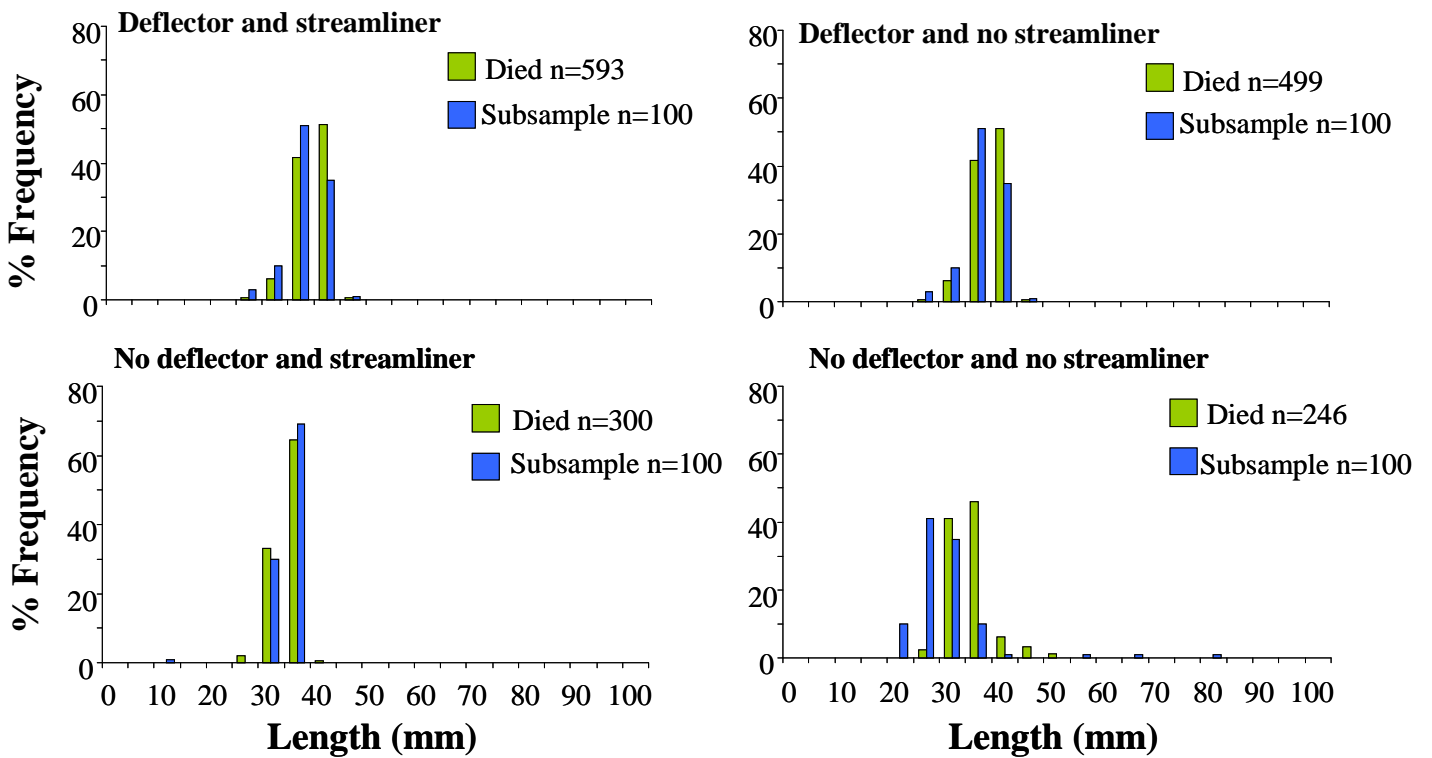 Deflector and streamliner
80
60
40
20
0
% Frequency
Died n=593
Subsample n=100
Deflector and no streamliner
80
60
40
20
0
Died n=499
Subsample n=100
No deflector and streamliner
80
60
40
20
0
% Frequency
Died n=300
Subsample n=100
0 10 20 30 40 50 60 70 80 90 100
Length (mm)
No deflector and no streamliner
80
60
40
20
0
Died n=246
Subsample n=100
0 10 20 30 40 50 60 70 80 90 100
Length (mm)